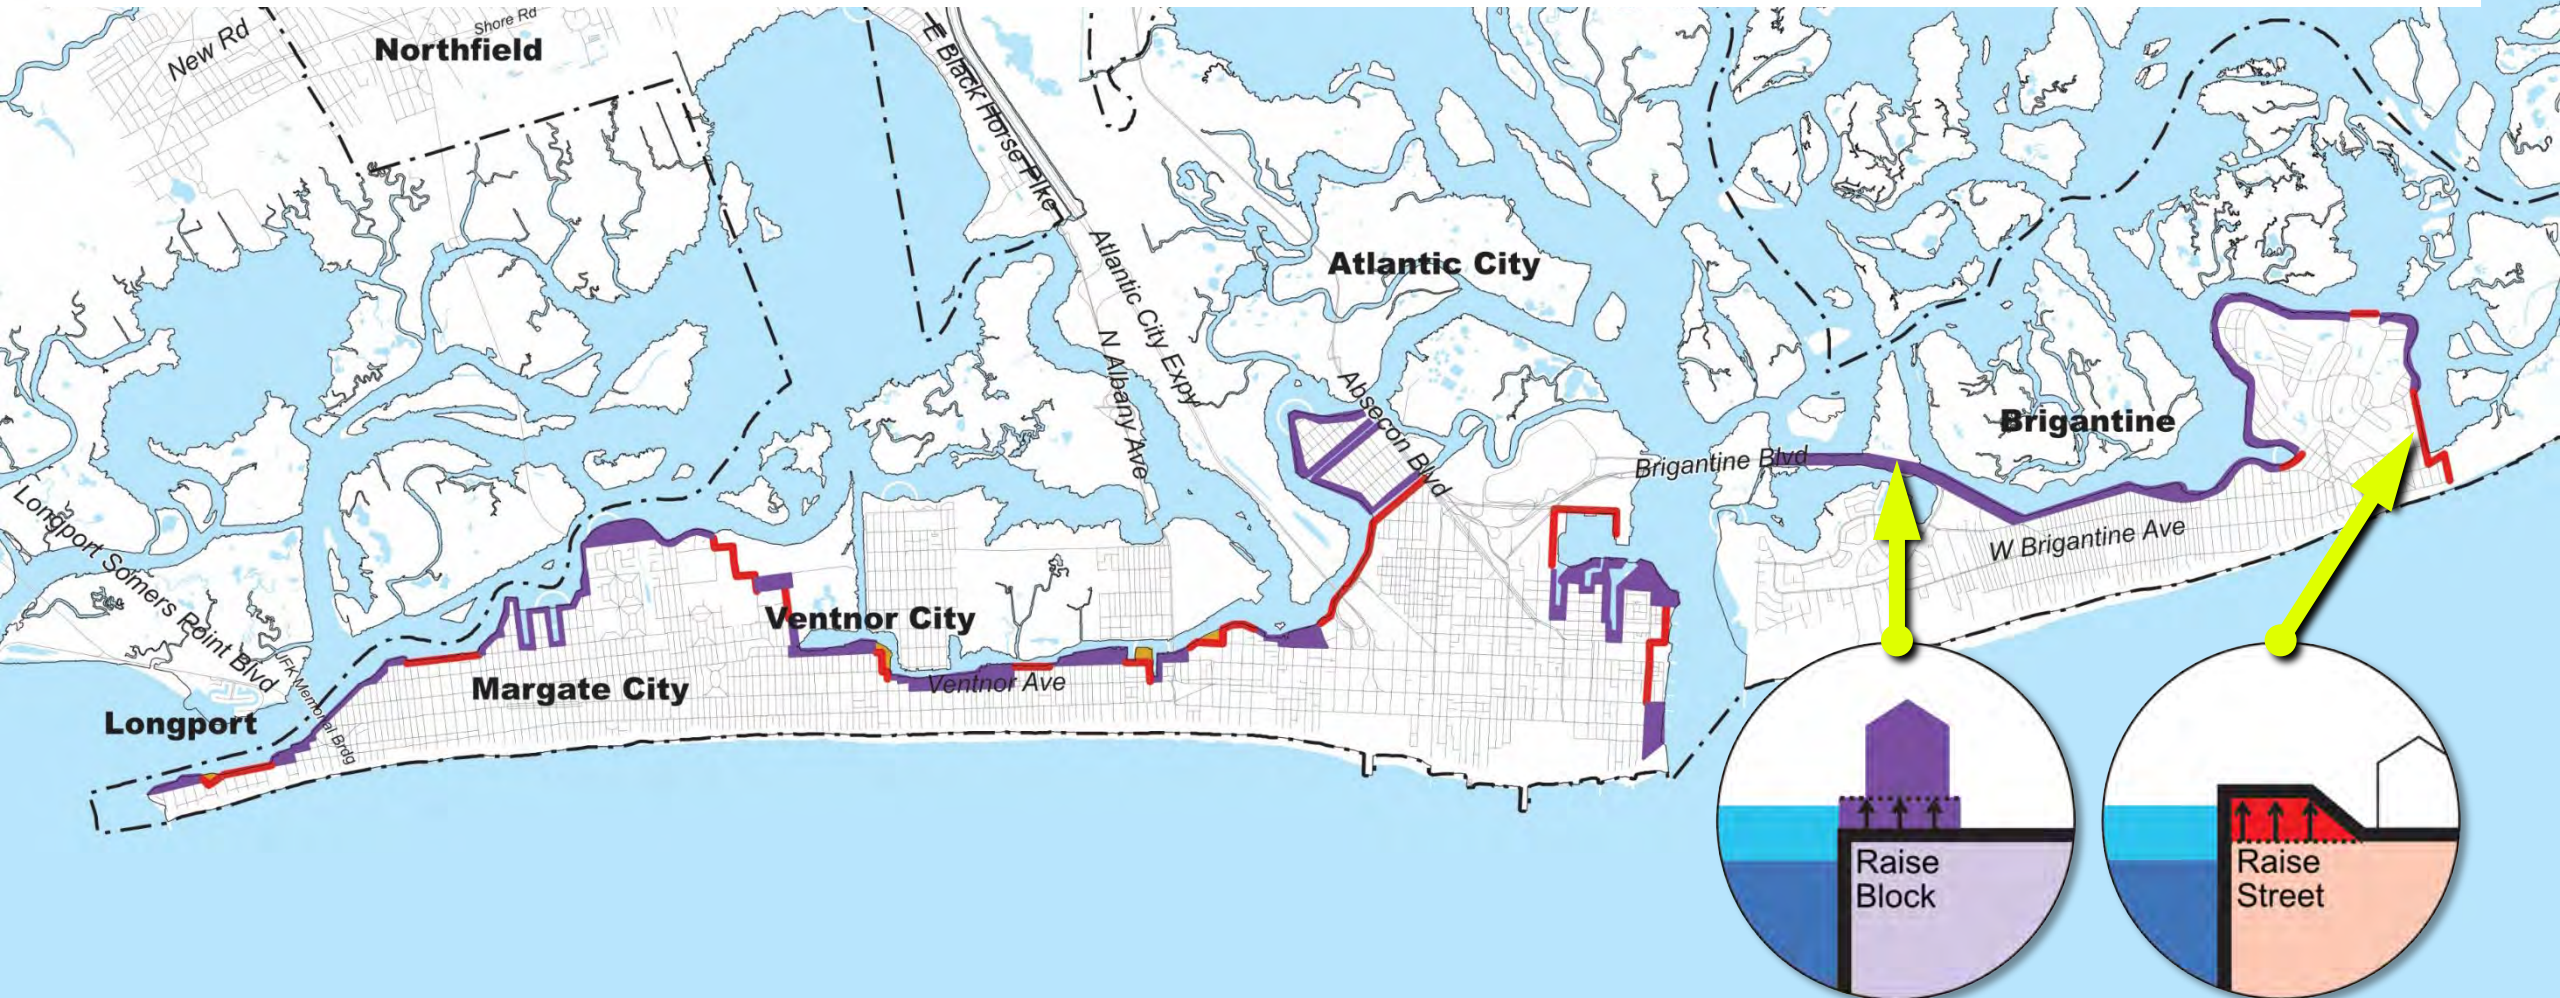 Shore Rd
New Rd
Northfield
E Black Horse Pike
Atlantic City Expy
N Albany Ave
Atlantic City
Absecon Blvd
Brigantine
Brigantine Blvd
W Brigantine Ave
Longport Somers Point Blvd
JFK Memorial Brdg
Ventnor City
Ventnor Ave
Margate City
Longport
Raise
Block
Raise
Street